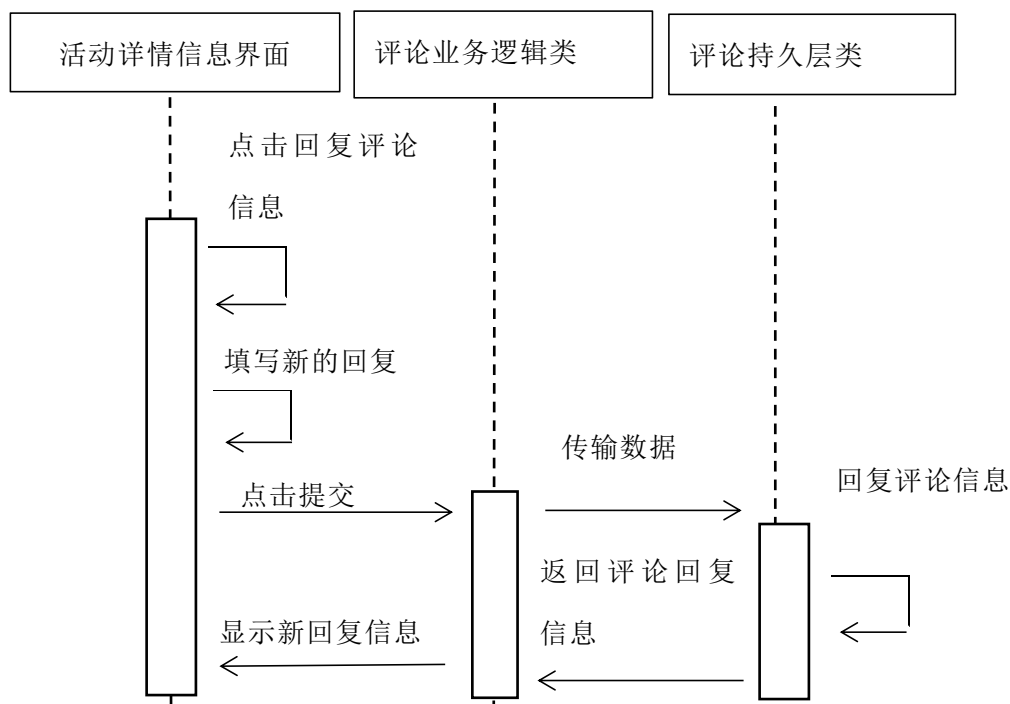 活动详情信息界面
评论业务逻辑类
评论持久层类
点击回复评论
信息
填写新的回复
传输数据
回复评论信息
点击提交
返回评论回复
信息
显示新回复信息